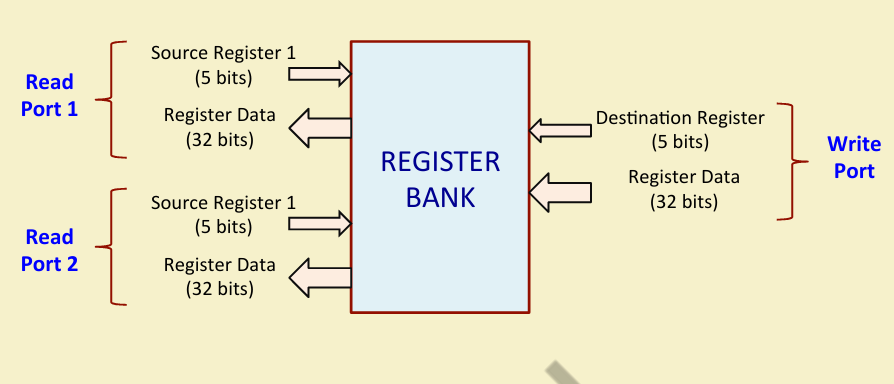 Read
Port 1
Source Register 1
(5 bits)
Register Data
(32 bits)
Read
Port 2
Source Register 1
(5 bits)
Register Data
(32 bits)
REGISTER
BANK
Destination Register
(5 bits)
Register Data
(32 bits)
Write
Port